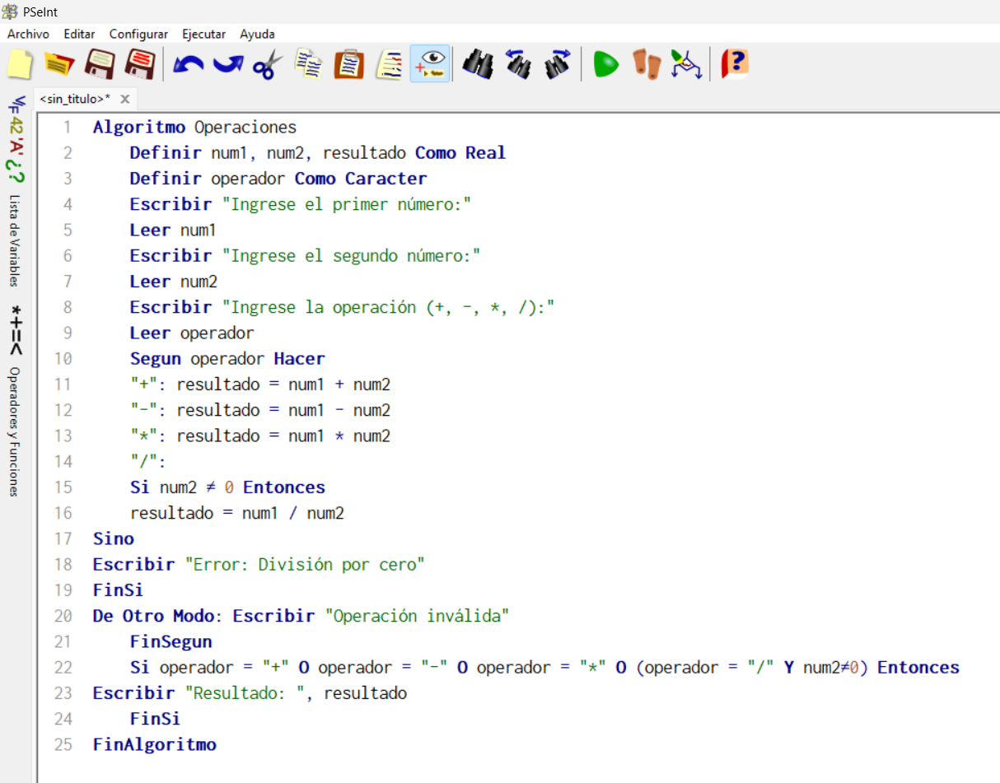 PSeInt
Archivo Editar Configurar Ejecutar Ayuda
<sin_titulo>*
1 Algoritmo Operaciones
2 Definir num1, num2, resultado Como Real
3 Definir operador Como Caracter
4 Escribir "Ingrese el primer número:"
5 Leer num1
6 Escribir "Ingrese el segundo número:"
7 Leer num2
8 Escribir "Ingrese la operación (+, -, *, /):"
9 Leer operador
10 Segun operador Hacer
11 "+": resultado = num1 + num2
12 "-": resultado = num1 - num2
13 "*": resultado = num1 * num2
14 "/":
15 Si num2 ≠ 0 Entonces
16 resultado = num1 / num2
17 Sino
18 Escribir "Error: División por cero"
19 FinSi
20 De Otro Modo: Escribir "Operación inválida"
21 FinSegun
22 Si operador = "+" O operador = "-" O operador = "*" O (operador = "/" Y num2≠0) Entonces
23 Escribir "Resultado: ", resultado
24 FinSi
25 FinAlgoritmo
V/F 42 'A' ¿?
Lista de Variables
*+=<
Operadores y Funciones